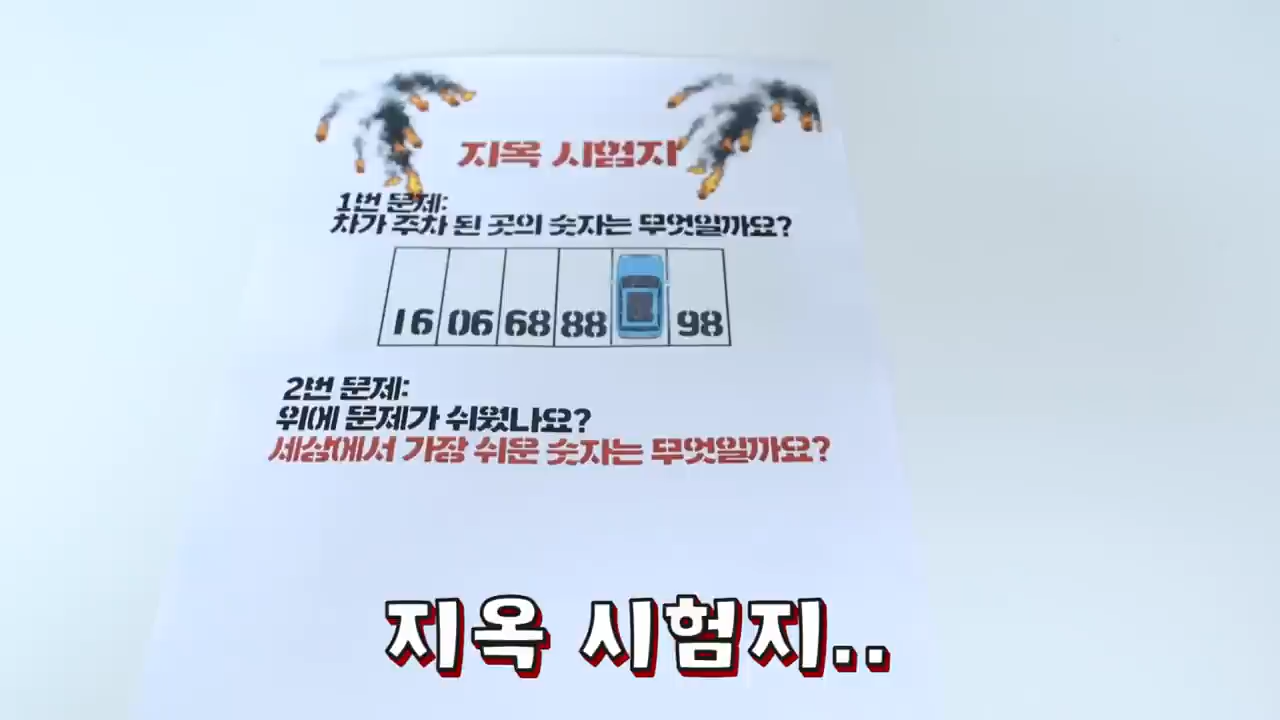 지옥 시험지
1번 문제:
차가 주차 된 곳의 숫자는 무엇일까요?
16 06 68 88 98
2번 문제:
위에 문제가 쉬웠나요?
세상에서 가장 쉬운 숫자는 무엇일까요?
지옥 시험지..